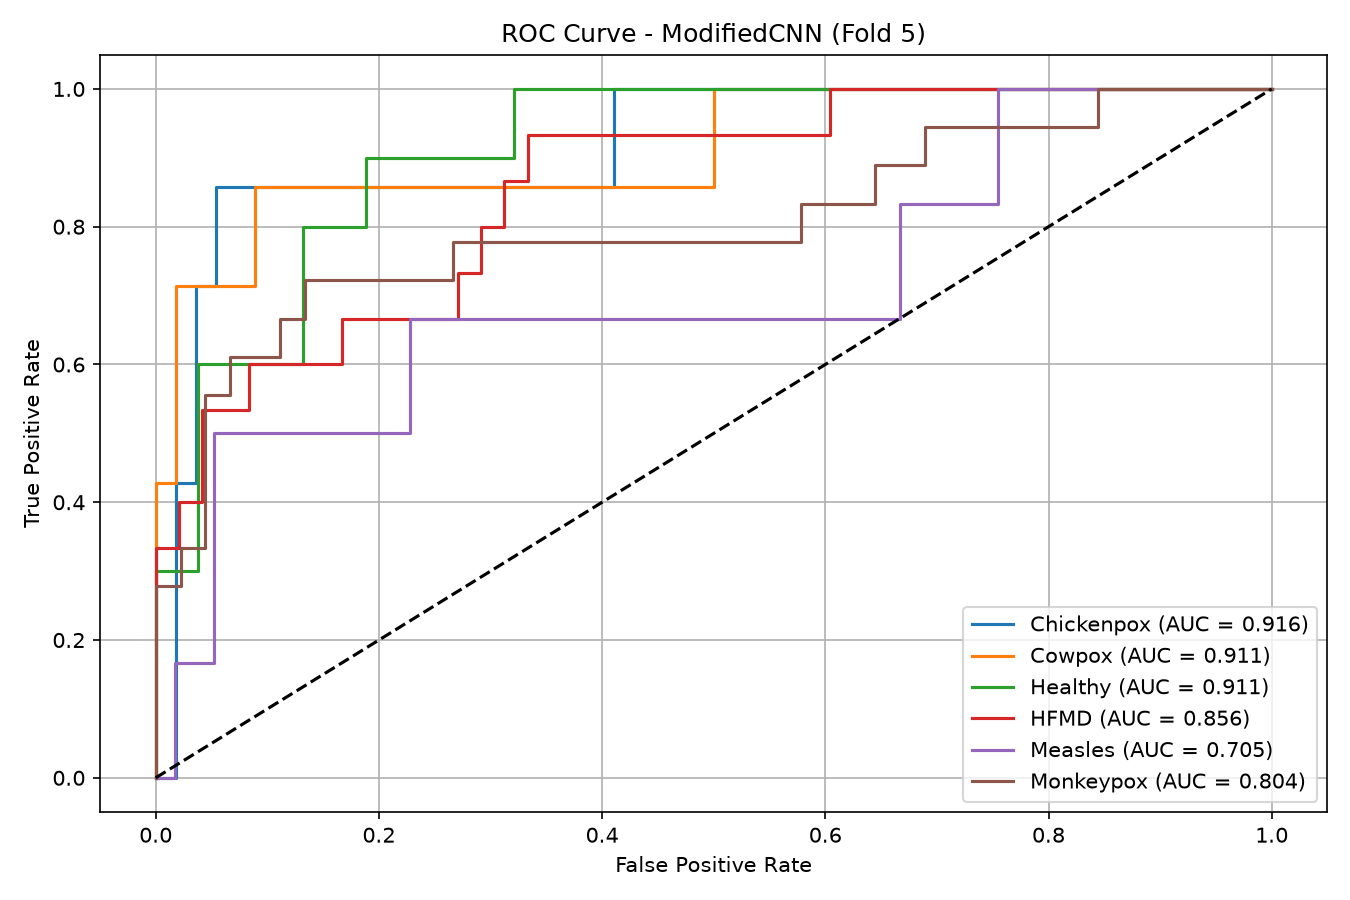 ROC Curve - ModifiedCNN (Fold 5)
True Positive Rate
1.0
0.8
0.6
0.4
0.2
0.0
0.0 0.2 0.4 0.6 0.8 1.0
False Positive Rate
Chickenpox (AUC = 0.916)
Cowpox (AUC = 0.911)
Healthy (AUC = 0.911)
HFMD (AUC = 0.856)
Measles (AUC = 0.705)
Monkeypox (AUC = 0.804)